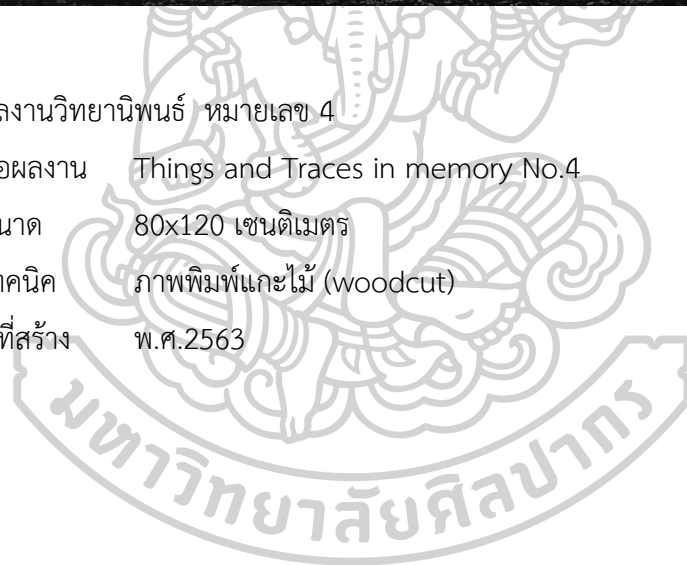 ลงานวิทยานิพนธ์ หมายเลข 4
อผลงาน Things and Traces in memory No.4
นาด 80x120 เซนติเมตร
ทคนิค ภาพพิมพ์แกะไม้ (woodcut)
ที่สร้าง พ.ศ.2563
มหาวิทยาลัยศิลปากร